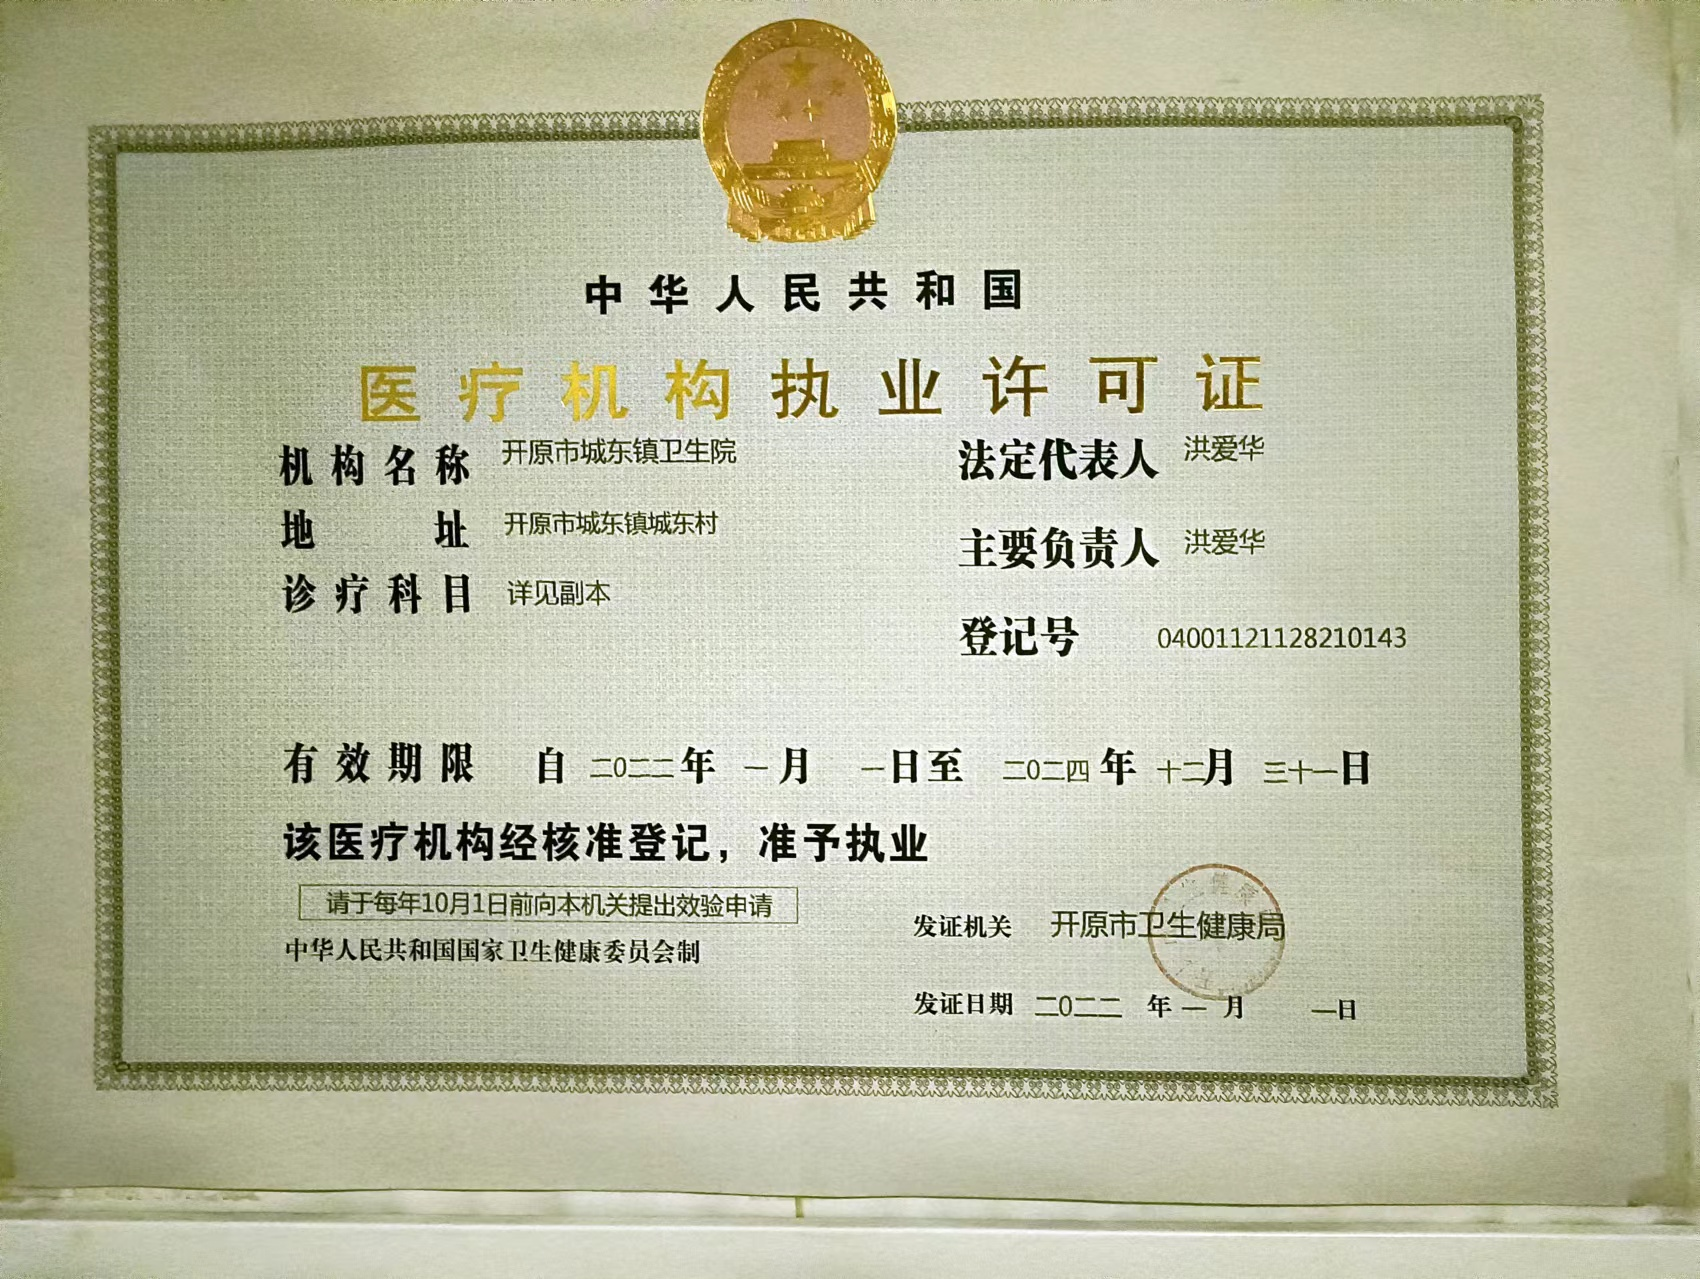 中华人民共和国
医疗机构执业许可证
机构名称 开原市城东镇卫生院
地址 开原市城东镇城东村
诊疗科目 详见副本
法定代表人 洪爱华
主要负责人 洪爱华
登记号 04001121128210143
有效期限 自 二〇二二年 一月 一日至 二〇二四年 十二月 三十一日
该医疗机构经核准登记，准予执业
请于每年10月1日前向本机关提出效验申请
中华人民共和国国家卫生健康委员会制
发证机关 开原市卫生健康局
发证日期 二〇二二 年 一 月 一日